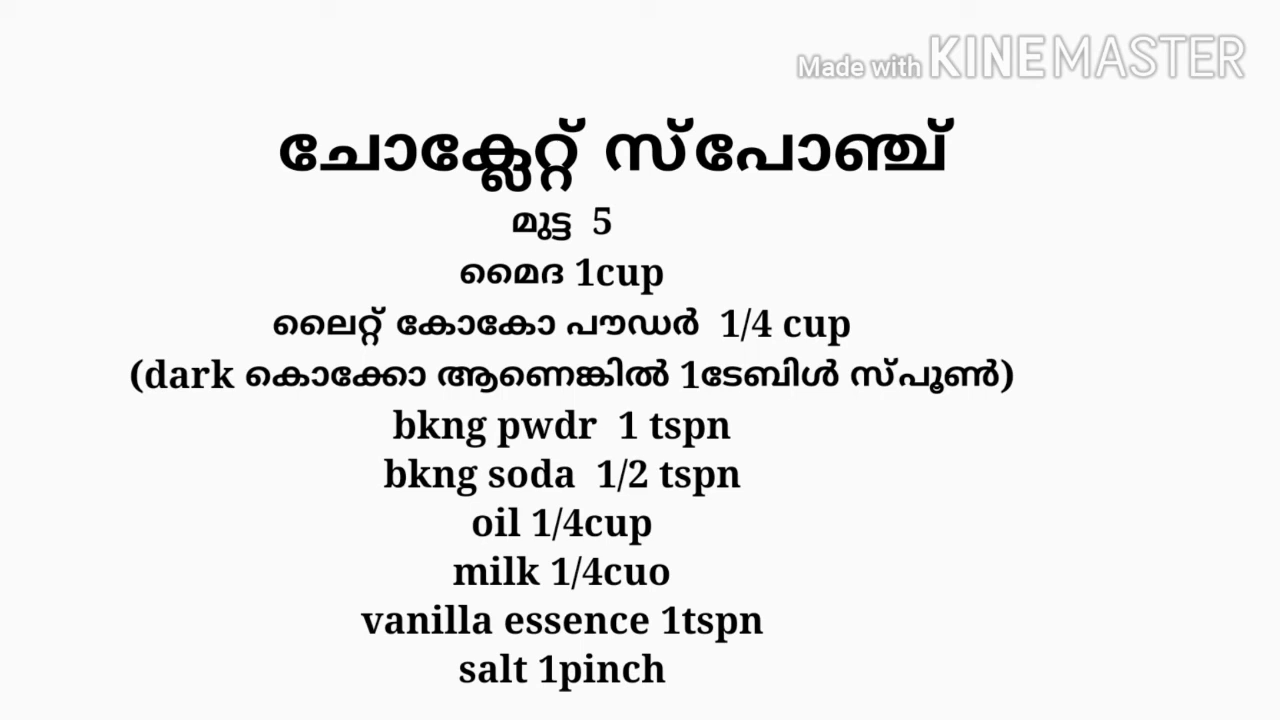 Made with KINEMASTER
ചോക്ലേറ്റ് സ്പോഞ്ച്
മുട്ട 5
മൈദ 1cup
ലൈറ്റ് കോകോ പൗഡർ 1/4 cup
(dark കൊക്കോ ആണെങ്കിൽ 1ടേബിൾ സ്പൂൺ)
bkng pwdr 1 tspn
bkng soda 1/2 tspn
oil 1/4cup
milk 1/4cuo
vanilla essence 1tspn
salt 1pinch